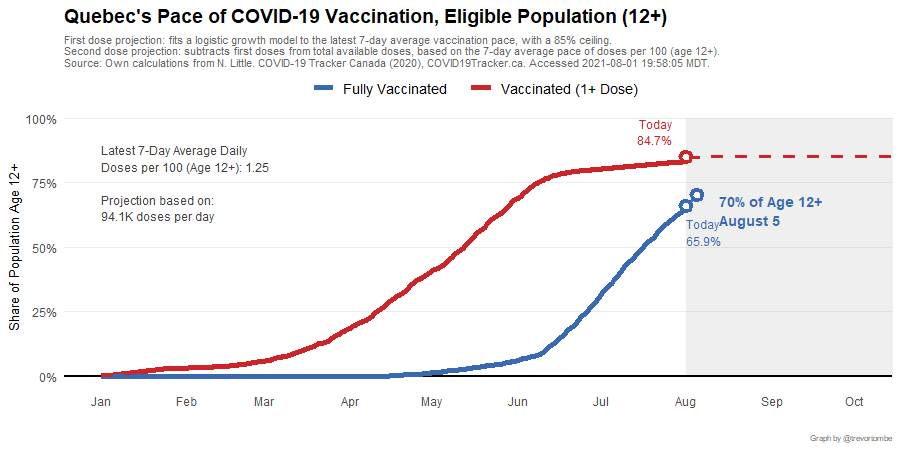 Quebec's Pace of COVID-19 Vaccination, Eligible Population (12+)
First dose projection: fits a logistic growth model to the latest 7-day average vaccination pace, with a 85% ceiling.
Second dose projection: subtracts first doses from total available doses, based on the 7-day average pace of doses per 100 (age 12+).
Source: Own calculations from N. Little. COVID-19 Tracker Canada (2020), COVID19Tracker.ca. Accessed 2021-08-01 19:58:05 MDT.
Fully Vaccinated
Vaccinated (1+ Dose)
Share of Population Age 12+
100%
75%
50%
25%
0%
Latest 7-Day Average Daily
Doses per 100 (Age 12+): 1.25
Projection based on:
94.1K doses per day
Today
84.7%
70% of Age 12+
August 5
Today
65.9%
Jan
Feb
Mar
Apr
May
Jun
Jul
Aug
Sep
Oct
Graph by @trevortombe